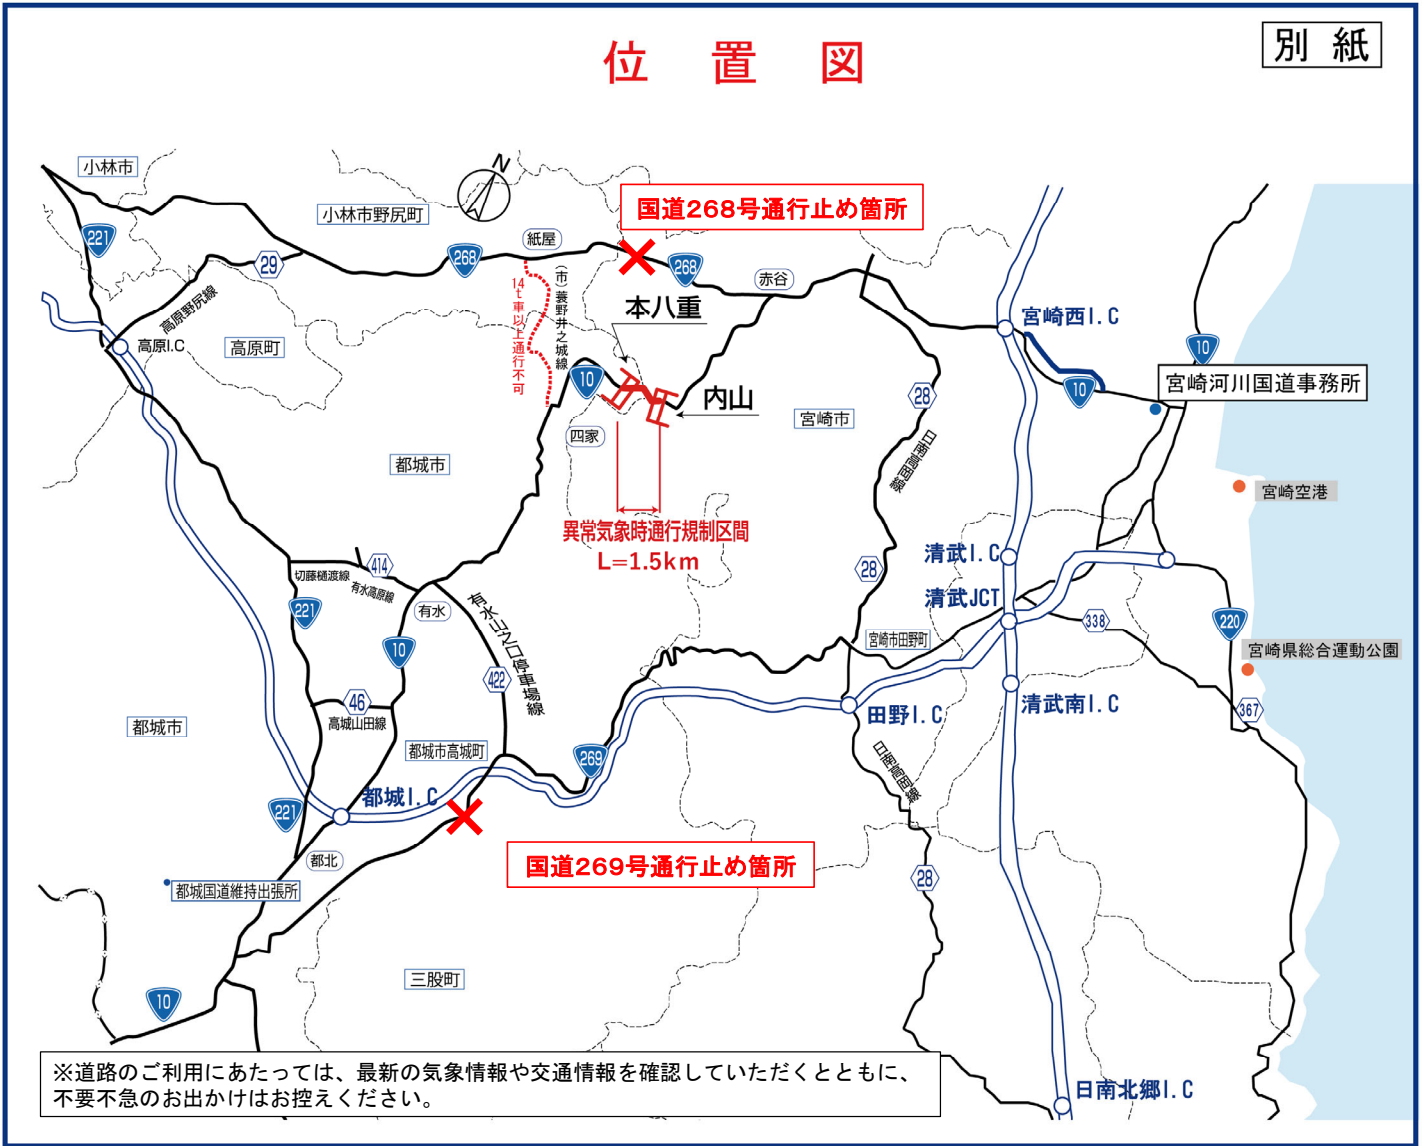 別 紙
位 置 図
小林市
小林市野尻町
N
国道268号通行止め箇所
221
29
268
紙屋
268
赤谷
高原野尻線
14t車以上通行不可
(市)蓑野井之城線
本八重
宮崎西I.C
高原I.C
高原町
10
内山
10
10
宮崎河川国道事務所
28
宮崎市
四家
都城市
日南高岡線
宮崎空港
異常気象時通行規制区間
L=1.5km
清武I.C
414
切藤樋渡線
有水高原線
28
清武JCT
221
有水
有水山之口停車場線
宮崎市田野町
338
220
10
宮崎県総合運動公園
422
46
高城山田線
田野I.C
清武南I.C
367
都城市
都城市高城町
269
日南高岡線
都城I.C
221
都北
国道269号通行止め箇所
28
都城国道維持出張所
三股町
10
※道路のご利用にあたっては、最新の気象情報や交通情報を確認していただくとともに、
不要不急のお出かけはお控えください。
日南北郷I.C